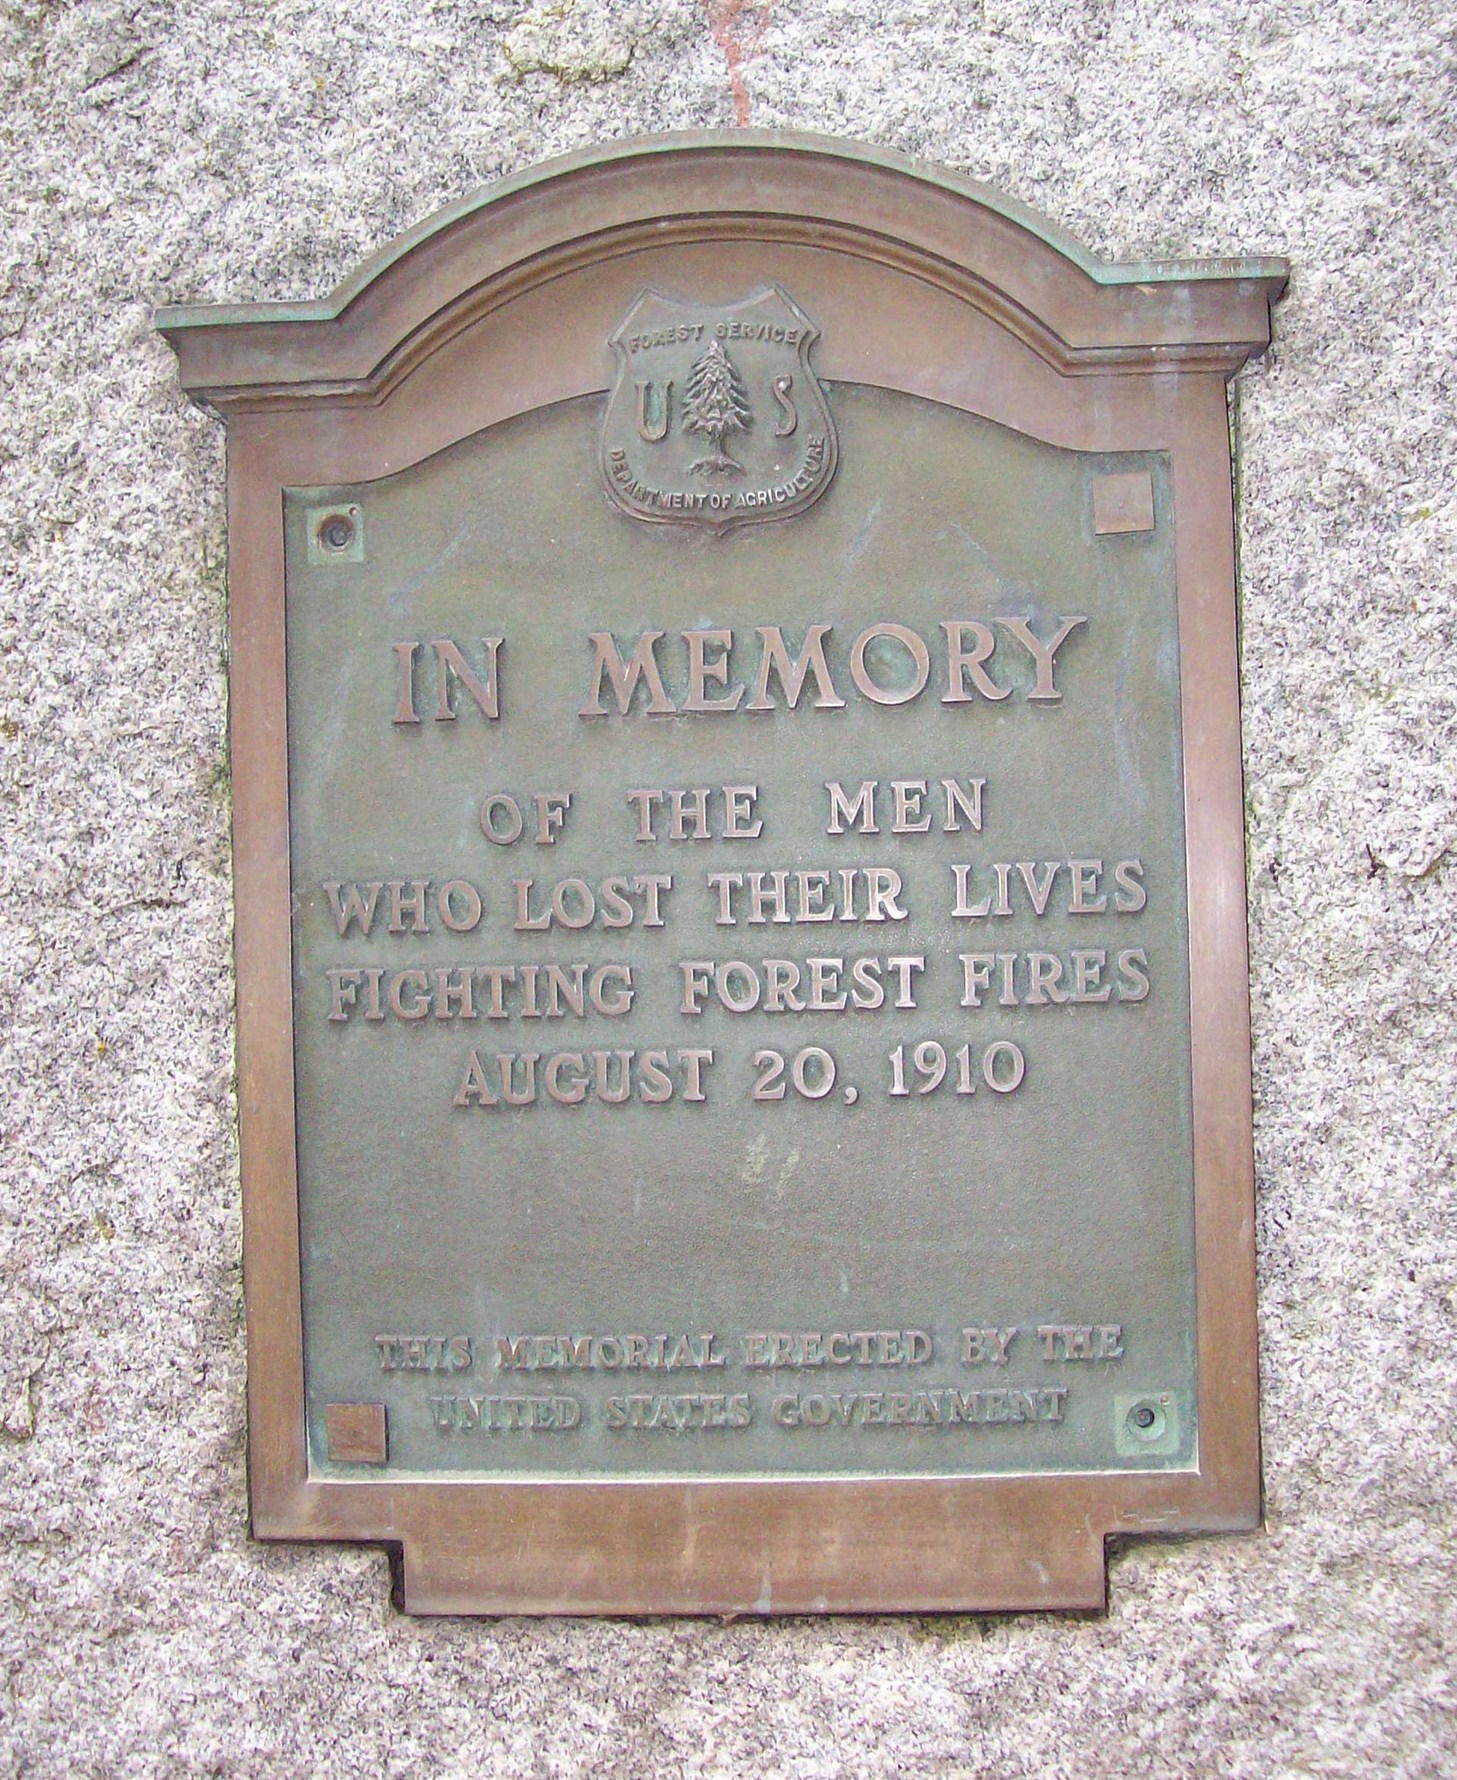 FOREST SERVICE
U S
DEPARTMENT OF AGRICULTURE
IN MEMORY
OF THE MEN
WHO LOST THEIR LIVES
FIGHTING FOREST FIRES
AUGUST 20, 1910
THIS MEMORIAL ERECTED BY THE
UNITED STATES GOVERNMENT